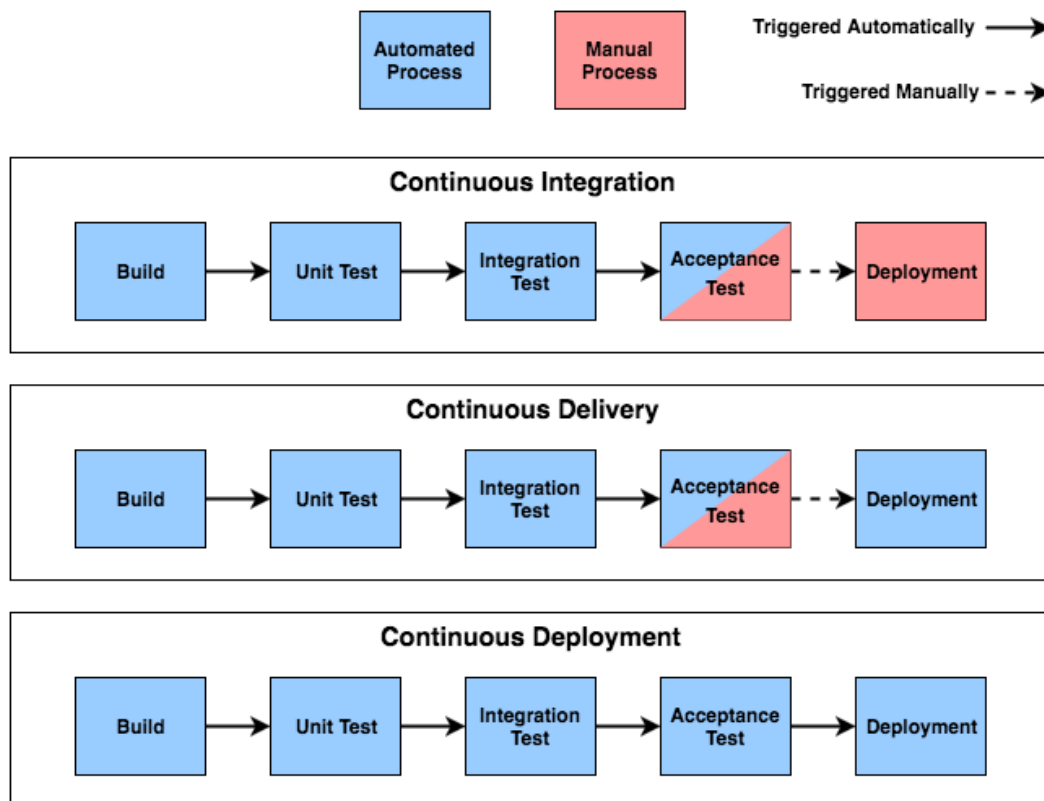 Automated
Process
Manual
Process
Triggered Automatically
Triggered Manually
Continuous Integration
Build
Unit Test
Integration
Test
Acceptance
Test
Deployment
Continuous Delivery
Build
Unit Test
Integration
Test
Acceptance
Test
Deployment
Continuous Deployment
Build
Unit Test
Integration
Test
Acceptance
Test
Deployment